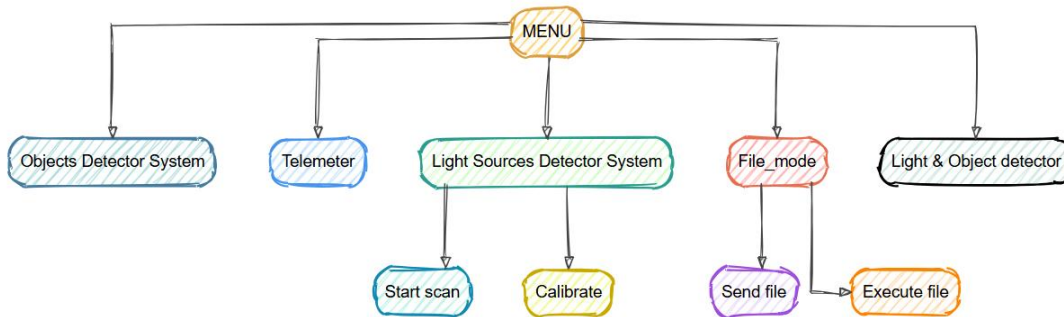 MENU
Objects Detector System
Telemeter
Light Sources Detector System
File_mode
Light & Object detector
Start scan
Calibrate
Send file
Execute file